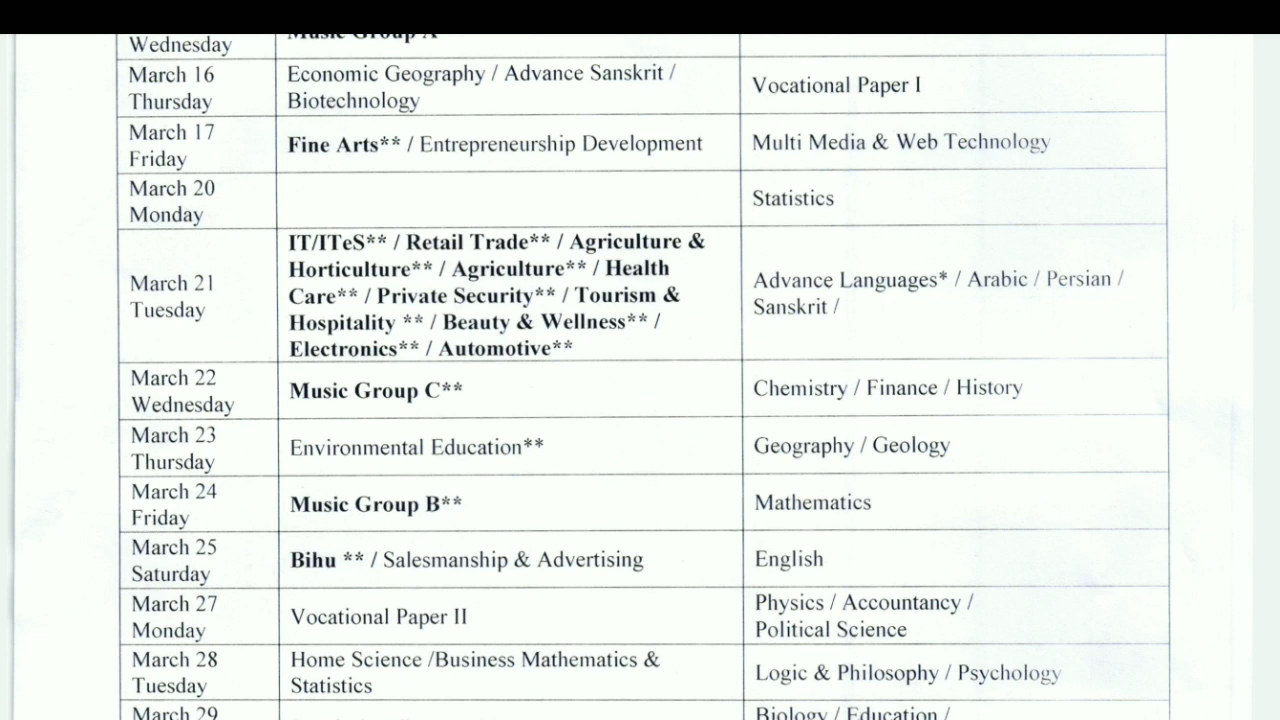 Wednesday
Music Group A
March 16
Thursday
Economic Geography / Advance Sanskrit /
Biotechnology
Vocational Paper I
March 17
Friday
Fine Arts** / Entrepreneurship Development
Multi Media & Web Technology
March 20
Monday
Statistics
March 21
Tuesday
IT/ITeS** / Retail Trade** / Agriculture &
Horticulture** / Agriculture** / Health
Care** / Private Security** / Tourism &
Hospitality ** / Beauty & Wellness** /
Electronics** / Automotive**
Advance Languages* / Arabic / Persian /
Sanskrit /
March 22
Wednesday
Music Group C**
Chemistry / Finance / History
March 23
Thursday
Environmental Education**
Geography / Geology
March 24
Friday
Music Group B**
Mathematics
March 25
Saturday
Bihu ** / Salesmanship & Advertising
English
March 27
Monday
Vocational Paper II
Physics / Accountancy /
Political Science
March 28
Tuesday
Home Science /Business Mathematics &
Statistics
Logic & Philosophy / Psychology
March 29
Biology / Education /